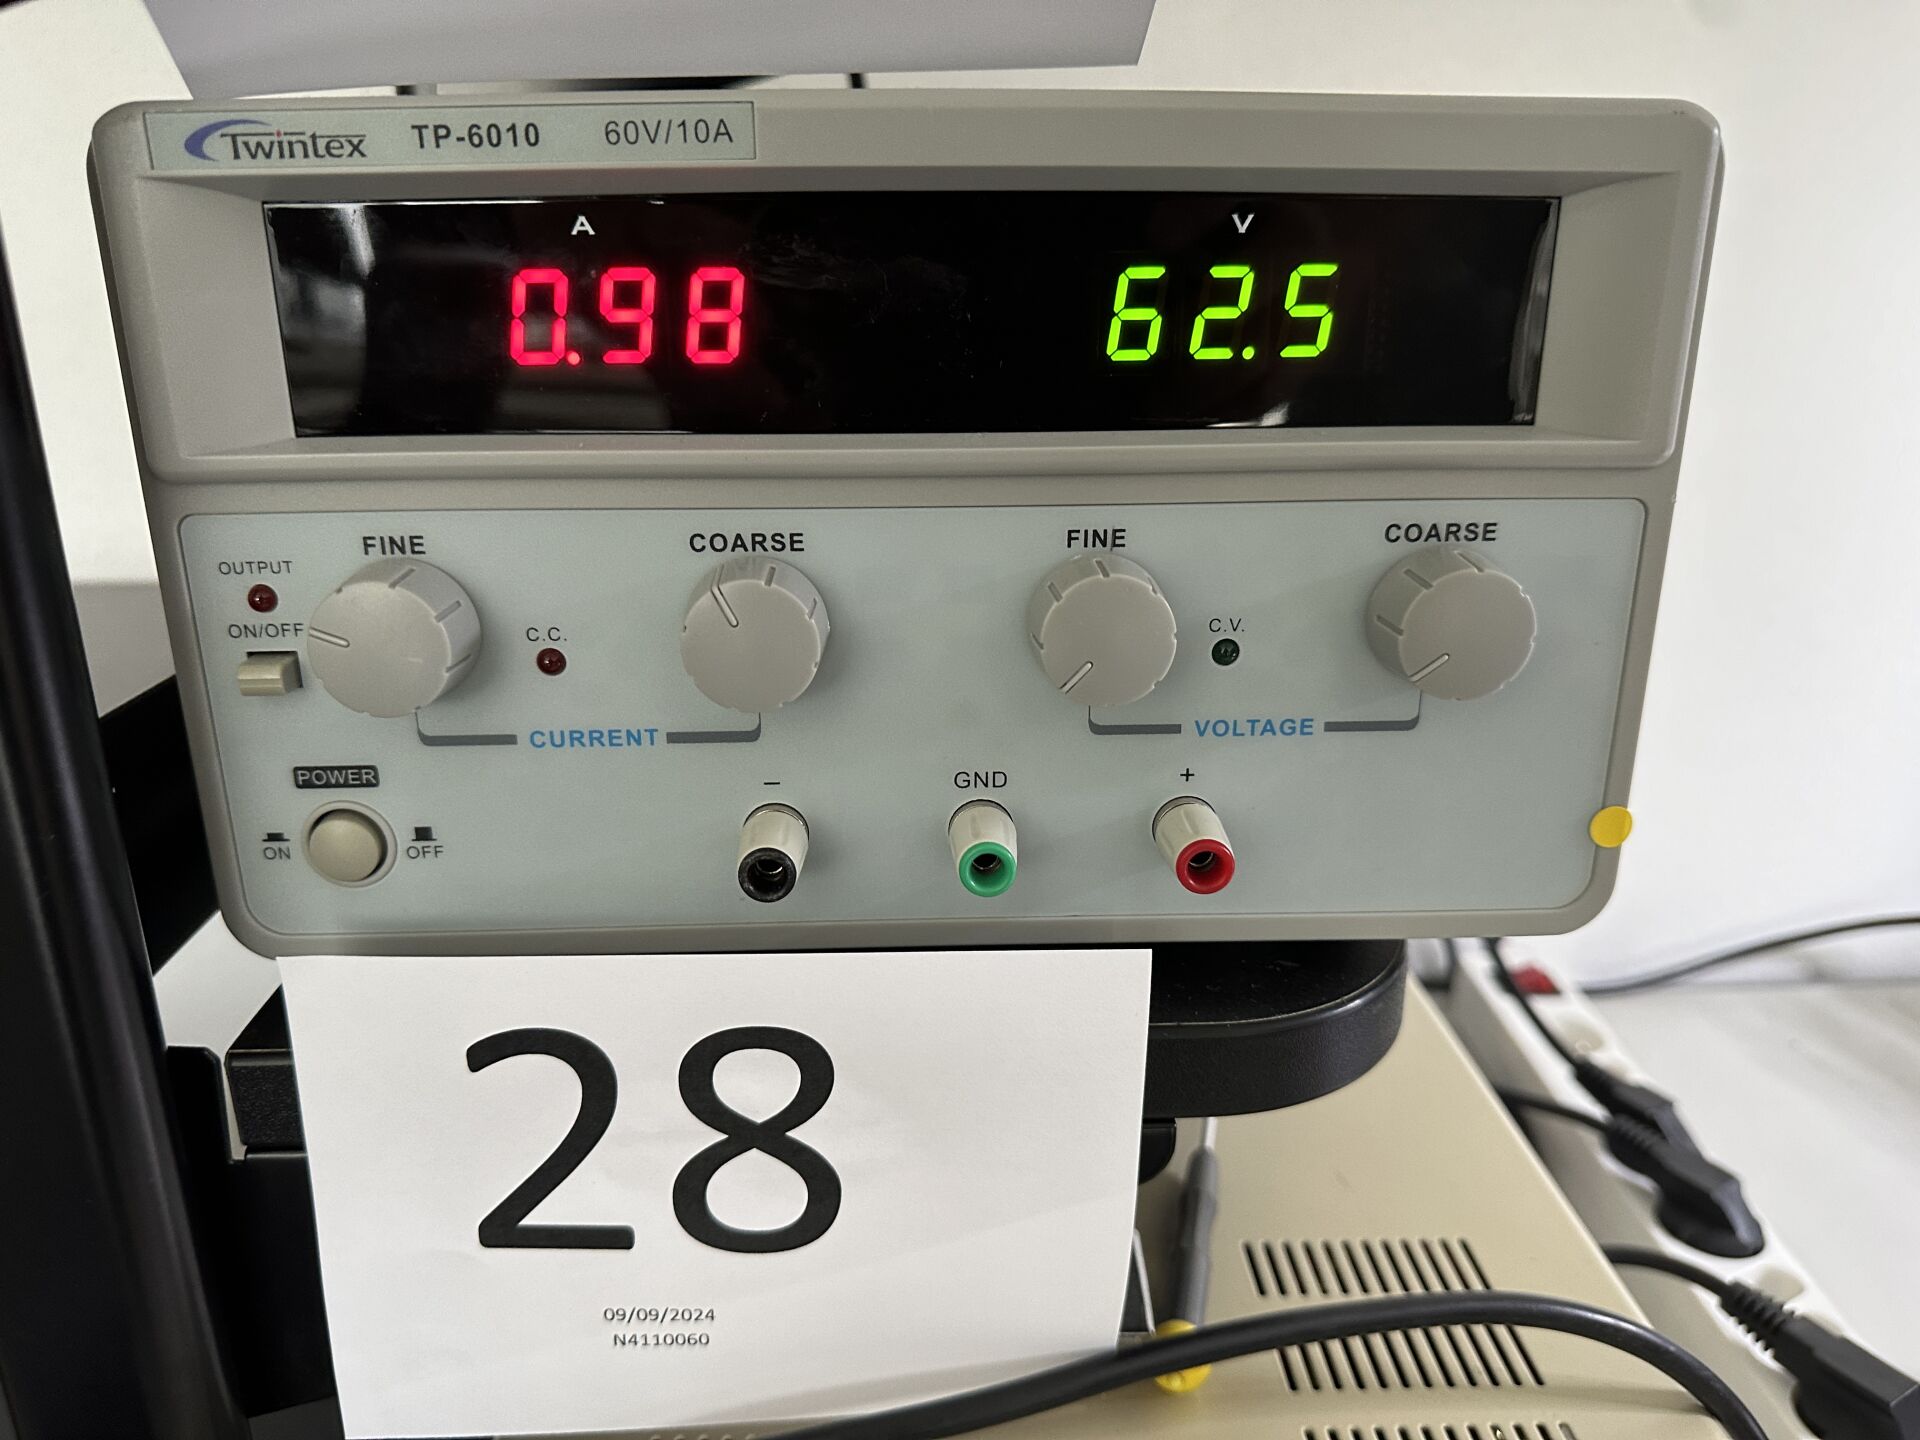 Twintex TP-6010 60V/10A
A V
0.98 62.5
FINE COARSE FINE COARSE
OUTPUT
ON/OFF
C.C. C.V.
CURRENT VOLTAGE
POWER
ON OFF
– GND +
28
09/09/2024
N4110060